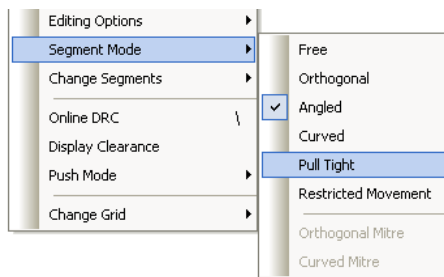 Editing Options
Segment Mode
Change Segments
Online DRC \
Display Clearance
Push Mode
Change Grid
Free
Orthogonal
Angled
Curved
Pull Tight
Restricted Movement
Orthogonal Mitre
Curved Mitre